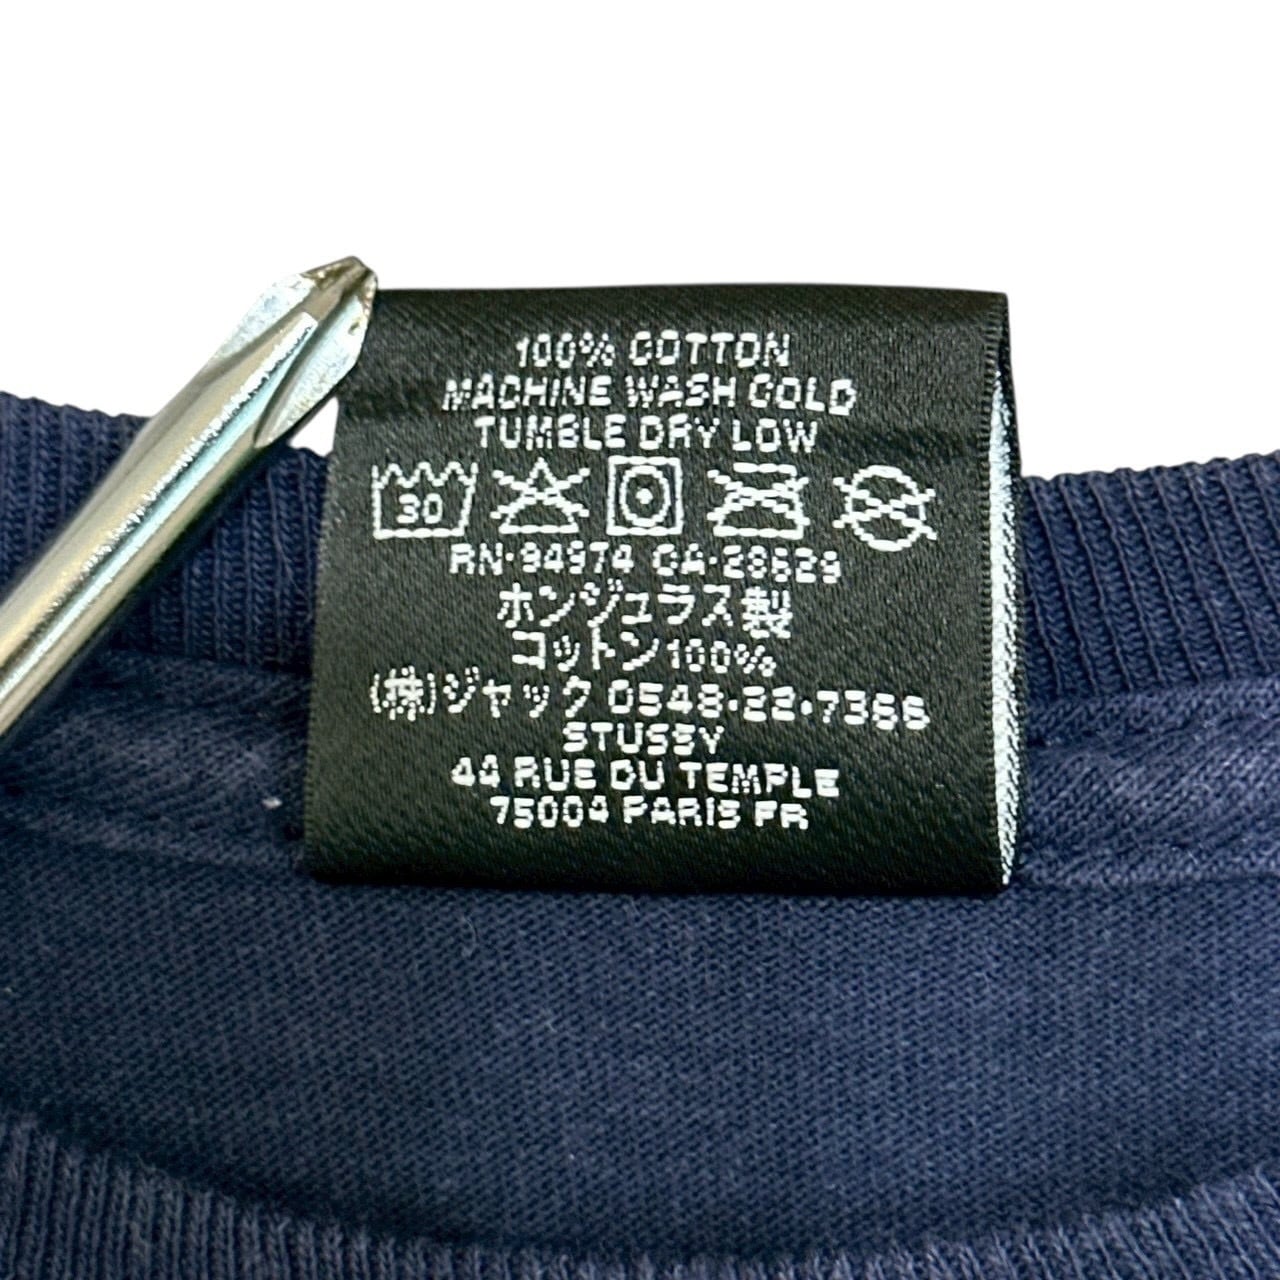 100% COTTON
MACHINE WASH COLD
TUMBLE DRY LOW
30
RN·94974 CA·28629
ホンジュラス製
コットン100%
(株)ジャック 0548·22·7366
STUSSY
44 RUE DU TEMPLE
75004 PARIS FR